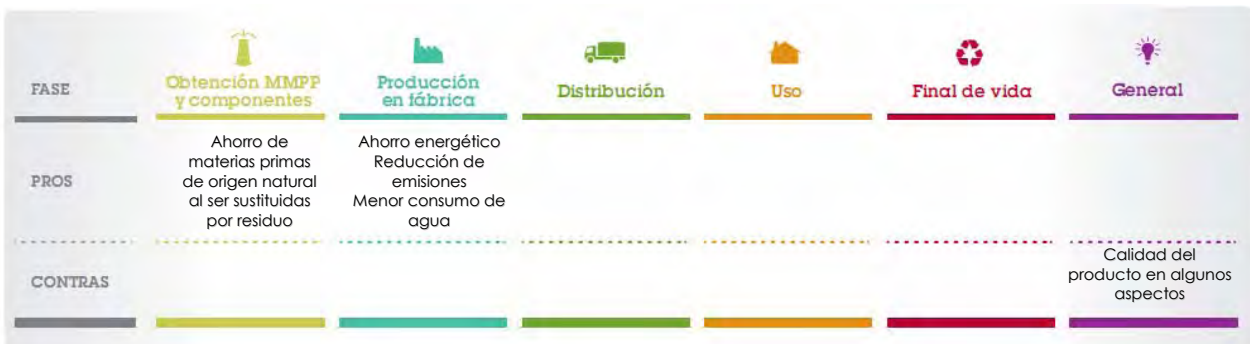 FASE
Obtención MMPP
y componentes
Producción
en fábrica
Distribución
Uso
Final de vida
General
PROS
Ahorro de
materias primas
de origen natural
al ser sustituidas
por residuo
Ahorro energético
Reducción de
emisiones
Menor consumo de
agua
CONTRAS
Calidad del
producto en algunos
aspectos